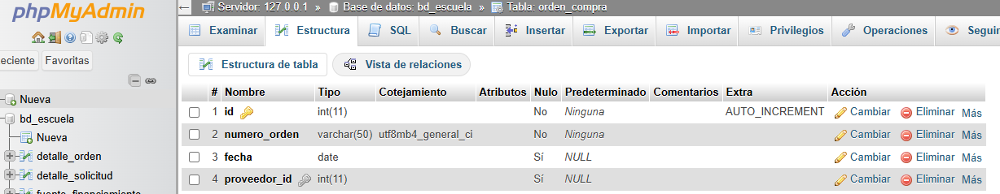 phpMyAdmin
Servidor: 127.0.0.1 » Base de datos: bd_escuela » Tabla: orden_compra
Examinar Estructura SQL Buscar Insertar Exportar Importar Privilegios Operaciones Seguir
eciente Favoritas
Estructura de tabla Vista de relaciones
# Nombre Tipo Cotejamiento Atributos Nulo Predeterminado Comentarios Extra Acción
1 id int(11) No Ninguna AUTO_INCREMENT Cambiar Eliminar Más
2 numero_orden varchar(50) utf8mb4_general_ci No Ninguna Cambiar Eliminar Más
3 fecha date Sí NULL Cambiar Eliminar Más
4 proveedor_id int(11) Sí NULL Cambiar Eliminar Más
Nueva
bd_escuela
Nueva
detalle_orden
detalle_solicitud
fuente_financiamiento